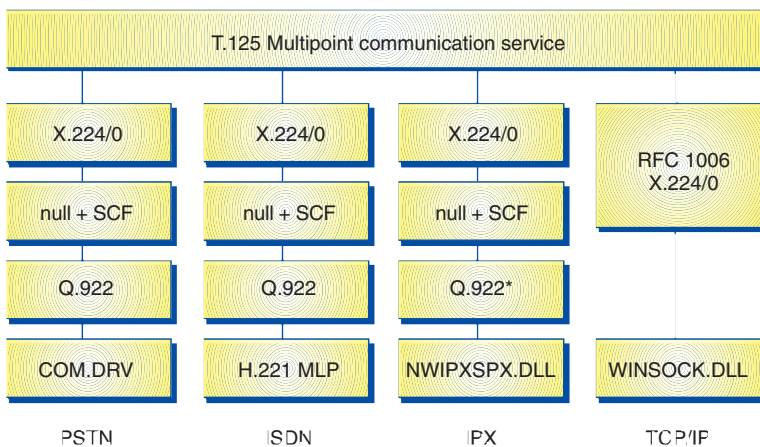 T.125 Multipoint communication service
X.224/0 X.224/0 X.224/0 RFC 1006
X.224/0
null + SCF null + SCF null + SCF
Q.922 Q.922 Q.922*
COM.DRV H.221 MLP NWIPXSPX.DLL WINSOCK.DLL
PSTN ISDN IPX TCP/IP